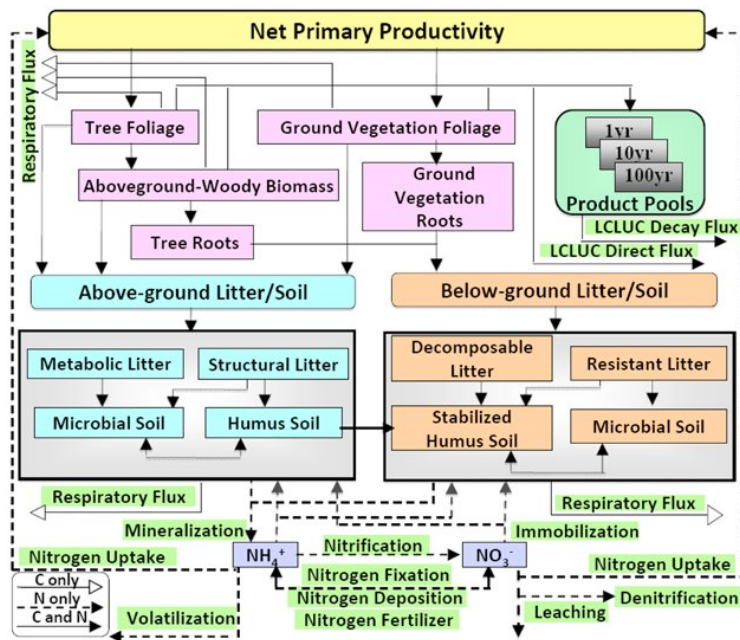 Net Primary Productivity
Respiratory Flux
Tree Foliage
Ground Vegetation Foliage
1yr
10yr
100yr
Product Pools
Aboveground-Woody Biomass
Ground
Vegetation
Roots
Tree Roots
LCLUC Decay Flux
LCLUC Direct Flux
Above-ground Litter/Soil
Below-ground Litter/Soil
Metabolic Litter
Structural Litter
Decomposable
Litter
Resistant Litter
Microbial Soil
Humus Soil
Stabilized
Humus Soil
Microbial Soil
Respiratory Flux
Respiratory Flux
Mineralization
Immobilization
Nitrogen Uptake
NH₄⁺
Nitrification
NO₃⁻
Nitrogen Uptake
Nitrogen Fixation
C only
N only
C and N
Nitrogen Deposition
Denitrification
Volatilization
Nitrogen Fertilizer
Leaching